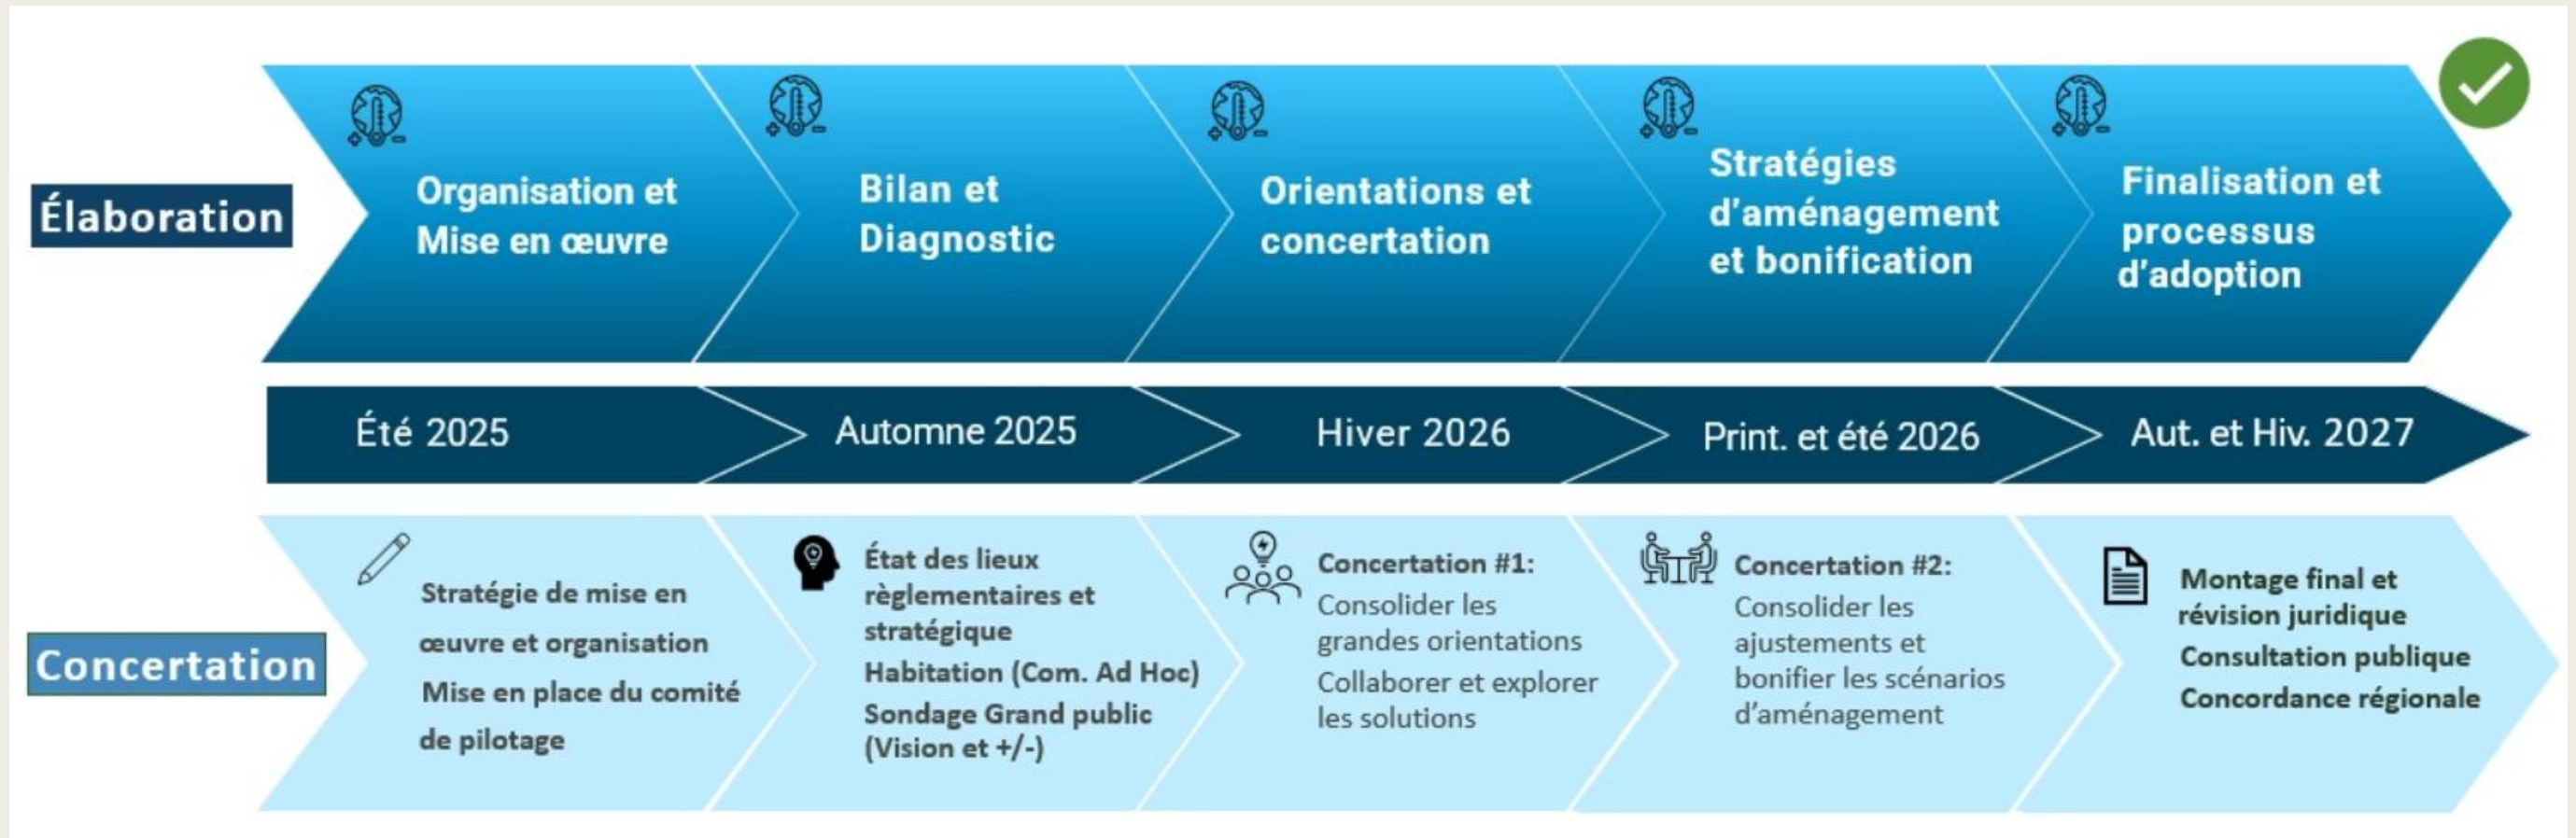 Élaboration
Organisation et
Mise en œuvre
Bilan et
Diagnostic
Orientations et
concertation
Stratégies
d'aménagement
et bonification
Finalisation et
processus
d'adoption
Été 2025
Automne 2025
Hiver 2026
Print. et été 2026
Aut. et Hiv. 2027
Concertation
Stratégie de mise en
œuvre et organisation
Mise en place du comité
de pilotage
État des lieux
règlementaires et
stratégique
Habitation (Com. Ad Hoc)
Sondage Grand public
(Vision et +/-)
Concertation #1:
Consolider les
grandes orientations
Collaborer et explorer
les solutions
Concertation #2:
Consolider les
ajustements et
bonifier les scénarios
d'aménagement
Montage final et
révision juridique
Consultation publique
Concordance régionale